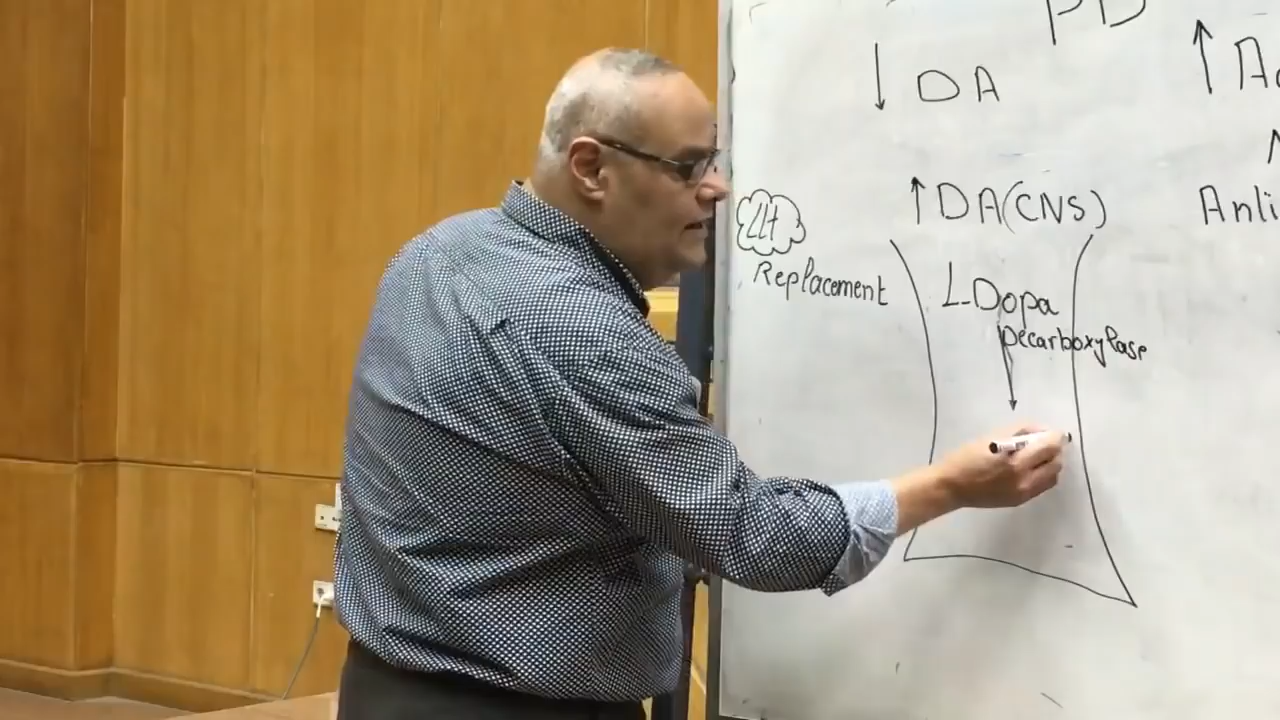 PD
↓ DA
↑ A
↑ DA(CNS)
Anti
Replacement
L-Dopa
Decarboxylase